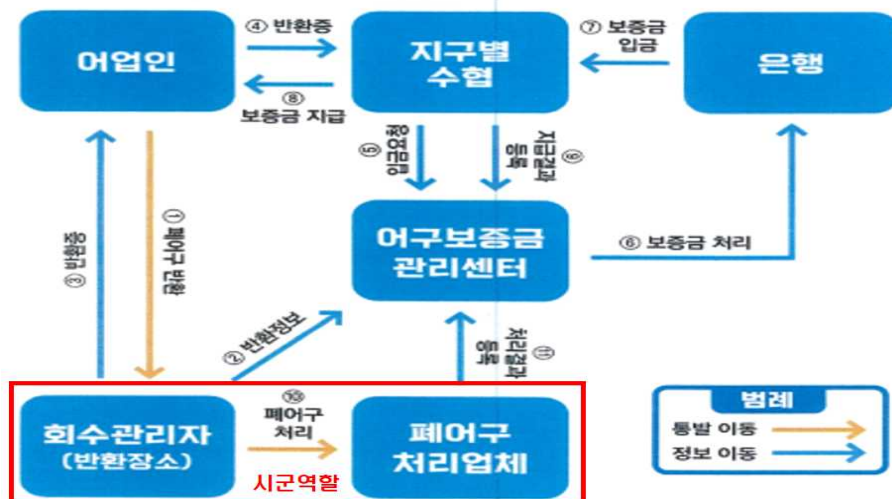 ④ 반환증
어업인
지구별
수협
⑦ 보증금
입금
은행
⑧
보증금 지급
⑤ 입금요청
⑨ 지급결과
등록
③ 반환증
① 폐어구 반환
어구보증금
관리센터
⑥ 보증금 처리
② 반환정보
⑪ 처리결과
등록
회수관리자
(반환장소)
⑩
폐어구
처리
시군역할
폐어구
처리업체
범례
통발 이동
정보 이동